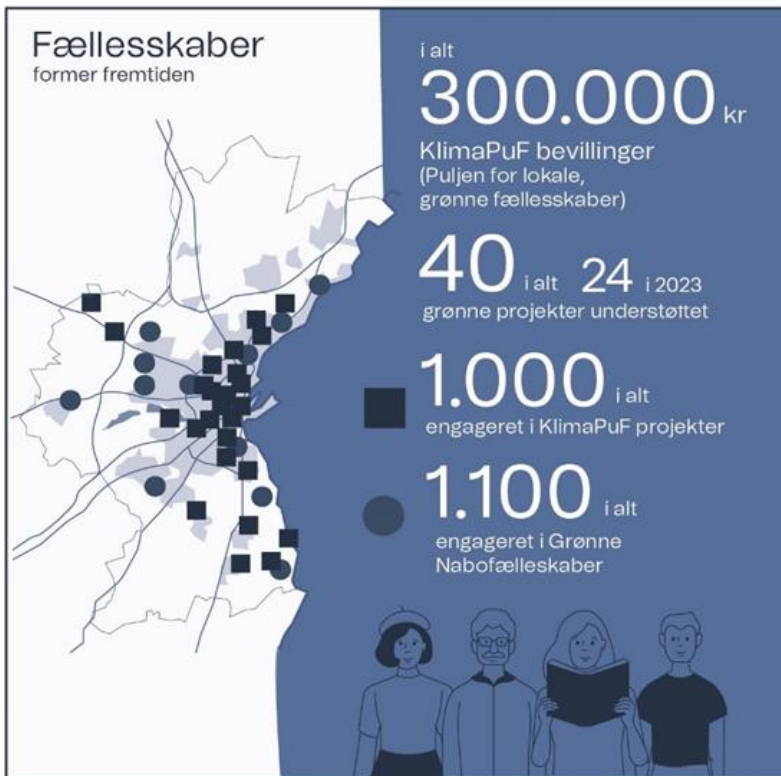 Fællesskaber
former fremtiden
i alt
300.000 kr
KlimaPuF bevillinger
(Puljen for lokale,
grønne fællesskaber)
40 i alt 24 i 2023
grønne projekter understøttet
1.000 i alt
engageret i KlimaPuF projekter
1.100 i alt
engageret i Grønne
Nabofælleskaber